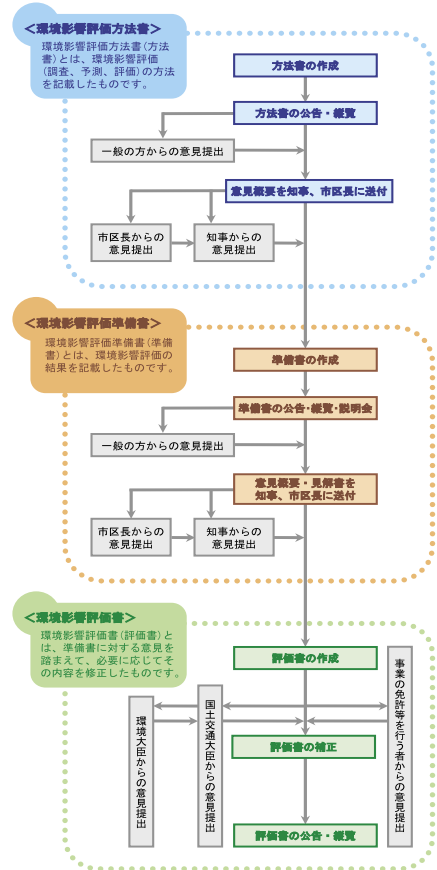 ＜環境影響評価方法書＞
環境影響評価方法書（方法
書）とは、環境影響評価
（調査、予測、評価）の方法
を記載したものです。
方法書の作成
方法書の公告・縦覧
一般の方からの意見提出
意見概要を知事、市区長に送付
市区長からの
意見提出
知事からの
意見提出
＜環境影響評価準備書＞
環境影響評価準備書（準備
書）とは、環境影響評価の
結果を記載したものです。
準備書の作成
準備書の公告・縦覧・説明会
一般の方からの意見提出
意見概要・見解書を
知事、市区長に送付
市区長からの
意見提出
知事からの
意見提出
＜環境影響評価書＞
環境影響評価書（評価書）と
は、準備書に対する意見を
踏まえて、必要に応じてそ
の内容を修正したものです。
評価書の作成
環境大臣からの意見提出
国土交通大臣からの意見提出
評価書の補正
事業の免許等を行う者からの意見提出
評価書の公告・縦覧